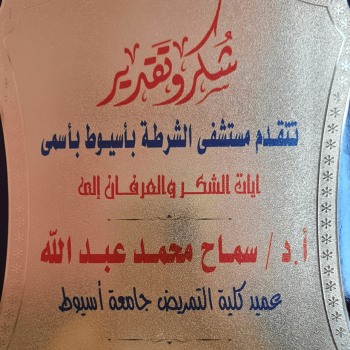 شكر وتقدير
تتقدم مستشفى الشرطة بأسيوط بأسمى
ايات الشكر والعرفان إلى
أ.د / سماح محمد عبد الله
عميد كلية التمريض جامعة أسيوط